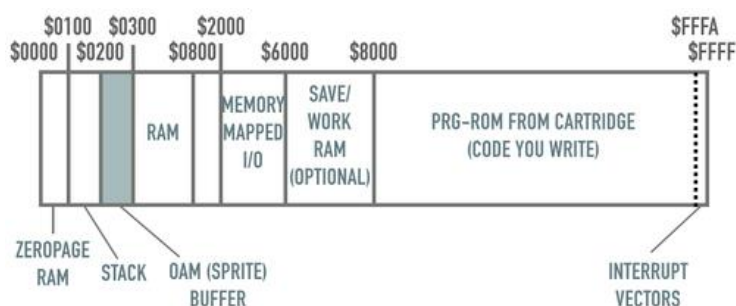 $0100 $0300 $2000 $FFFA
$0000 $0200 $0800 $6000 $8000 $FFFF
RAM
MEMORY
MAPPED
I/O
SAVE/
WORK
RAM
(OPTIONAL)
PRG-ROM FROM CARTRIDGE
(CODE YOU WRITE)
ZEROPAGE
RAM
STACK
OAM (SPRITE)
BUFFER
INTERRUPT
VECTORS